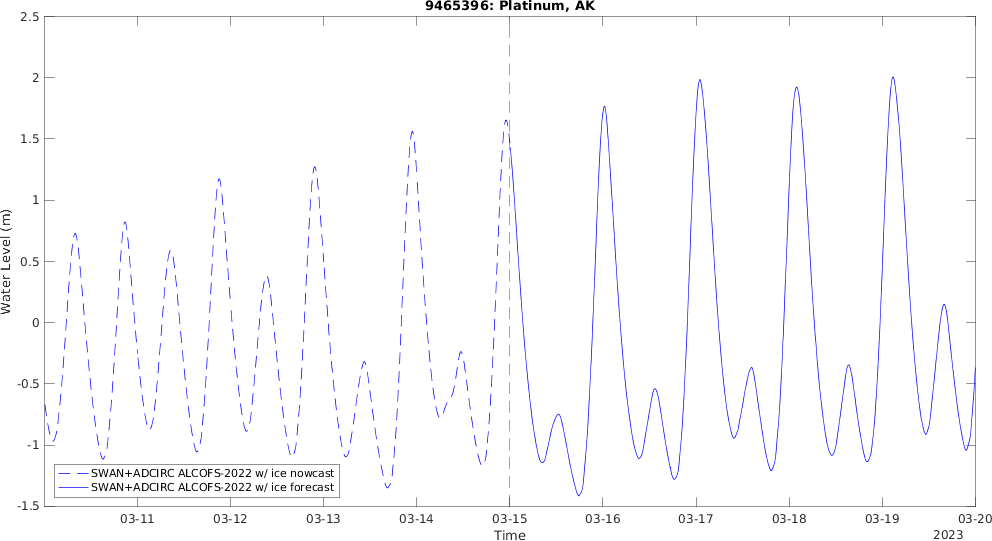 9465396: Platinum, AK
2.5
2
1.5
1
0.5
0
-0.5
-1
-1.5
Water Level (m)
SWAN+ADCIRC ALCOFS-2022 w/ ice nowcast
SWAN+ADCIRC ALCOFS-2022 w/ ice forecast
03-11 03-12 03-13 03-14 03-15 03-16 03-17 03-18 03-19 03-20
Time
2023